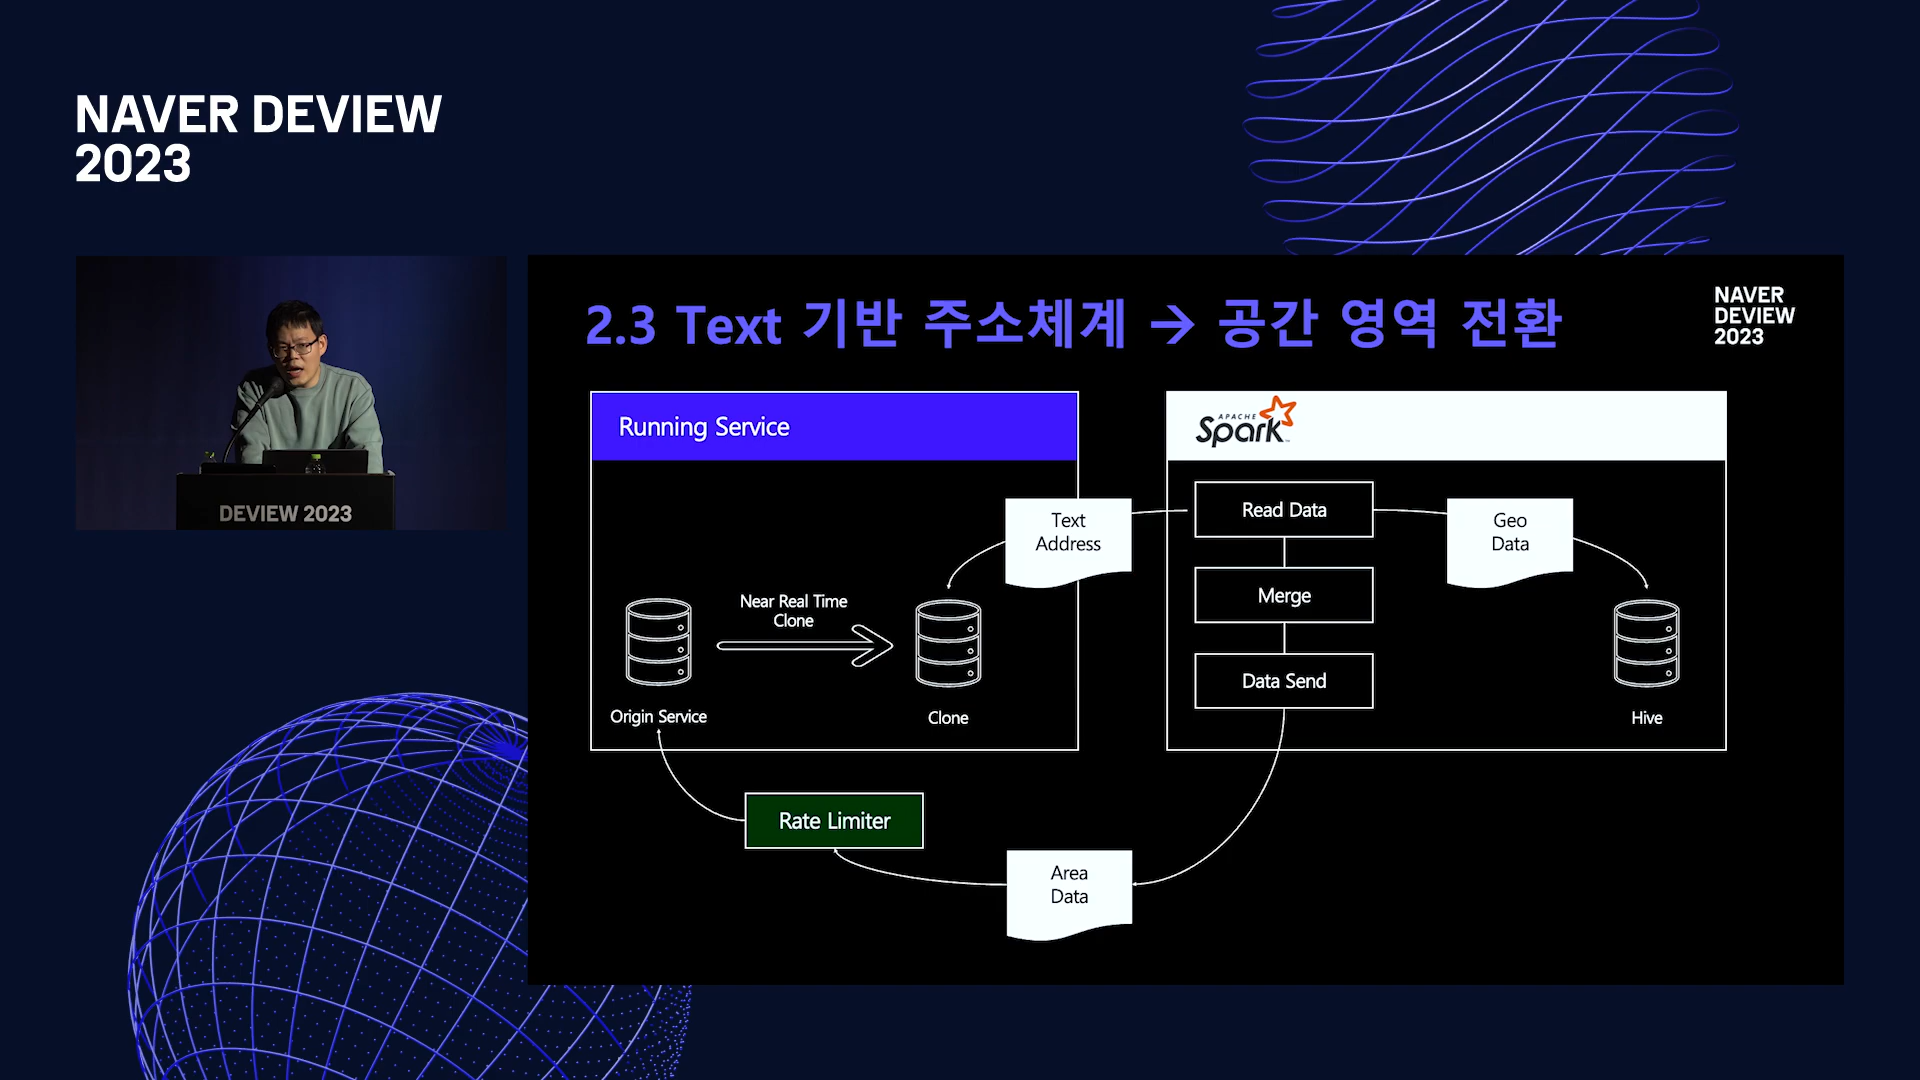 NAVER DEVIEW
2023
DEVIEW 2023
2.3 Text 기반 주소체계 → 공간 영역 전환
NAVER
DEVIEW
2023
Running Service
APACHE
Spark
TM
Text
Address
Read Data
Geo
Data
Merge
Near Real Time
Clone
Data Send
Origin Service
Clone
Hive
Rate Limiter
Area
Data